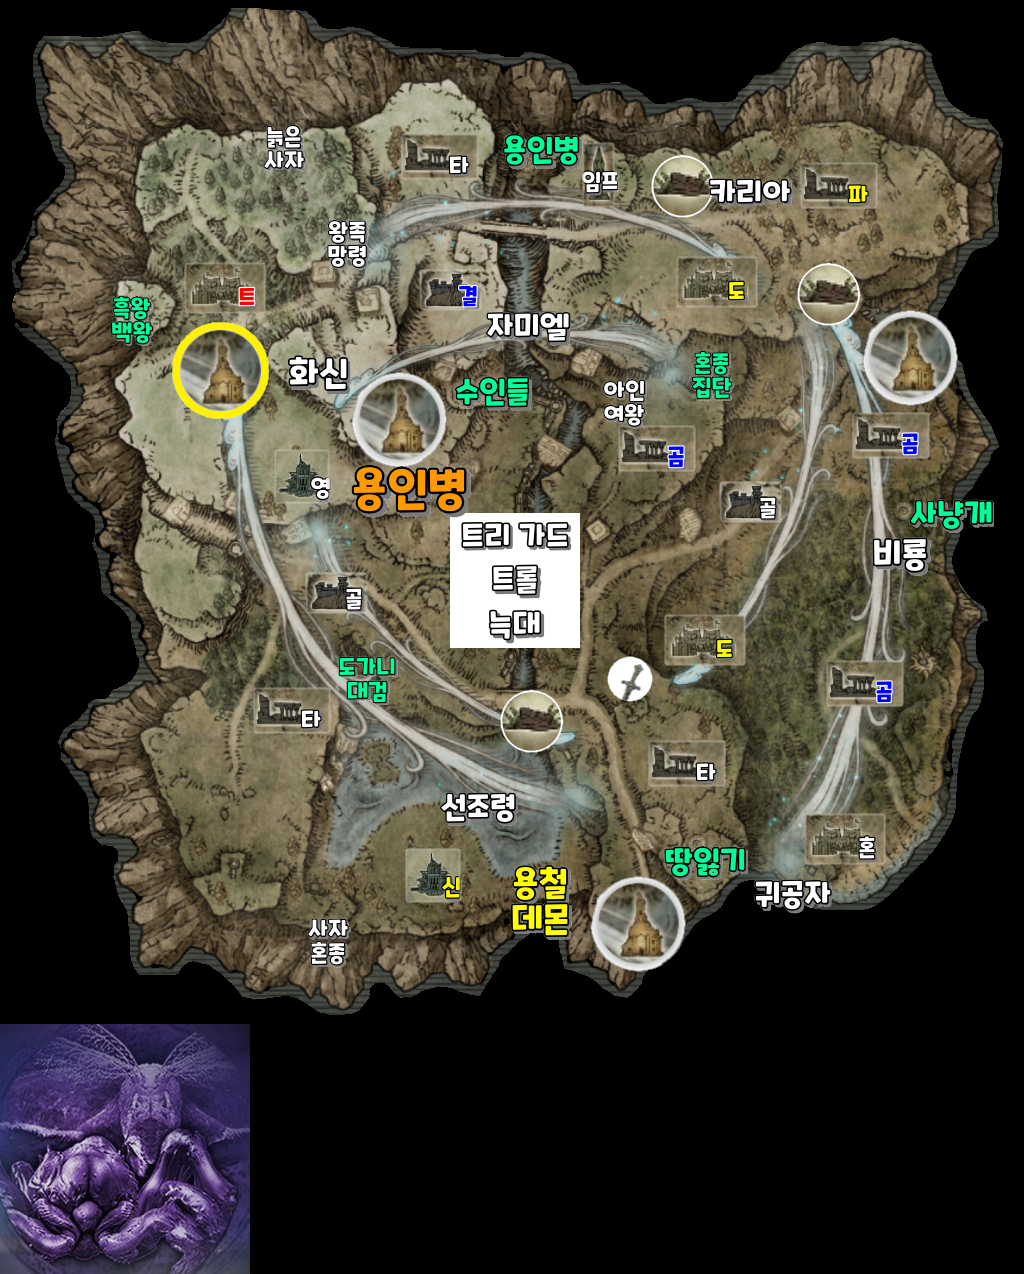 늙은
사자
타
용인병
임프
카리아
파
왕족
망령
트
결
도
흑왕
백왕
자미엘
화신
수인들
혼종
집단
아인
여왕
곰
곰
용인병
영
골
사냥개
비룡
트리 가드
트롤
늑대
골
도
도가니
대검
곰
타
타
선조령
혼
땅잃기
신
용철
데몬
귀공자
사자
혼종